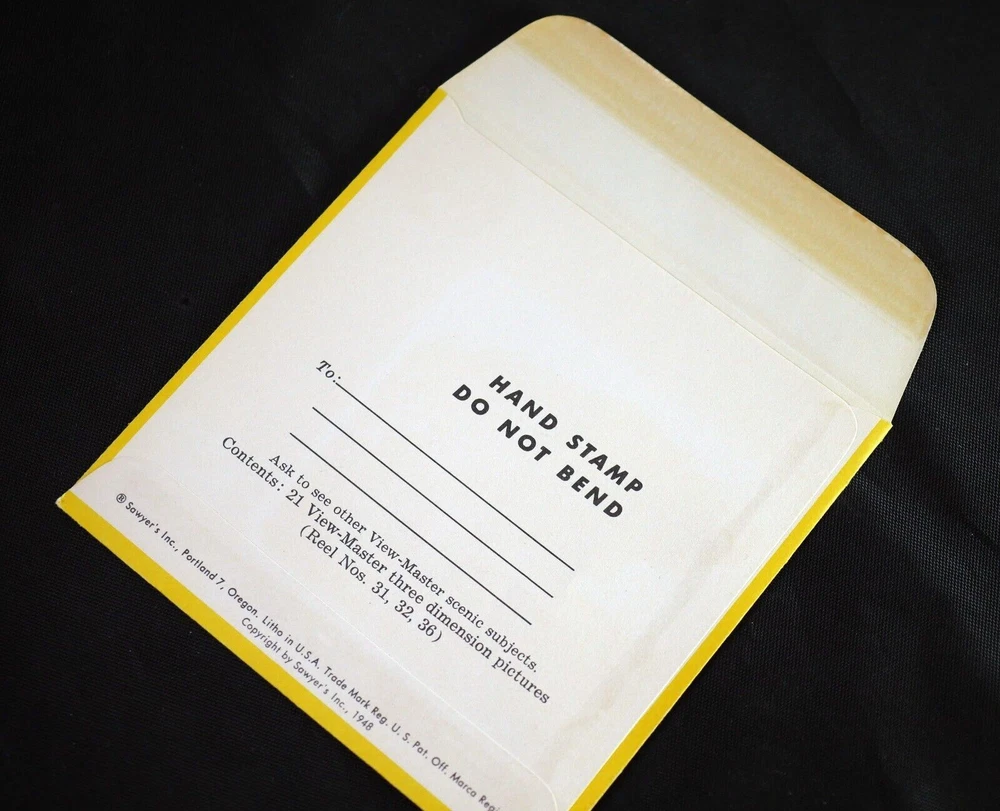 HAND STAMP
DO NOT BEND
To:
Ask to see other View-Master scenic subjects.
Contents: 21 View-Master three dimension pictures
(Reel Nos. 31, 32, 36)
® Sawyer's Inc., Portland 7, Oregon. Litho in U.S.A. Trade Mark Reg. U. S. Pat. Off. Marca
Copyright by Sawyer's Inc., 1948